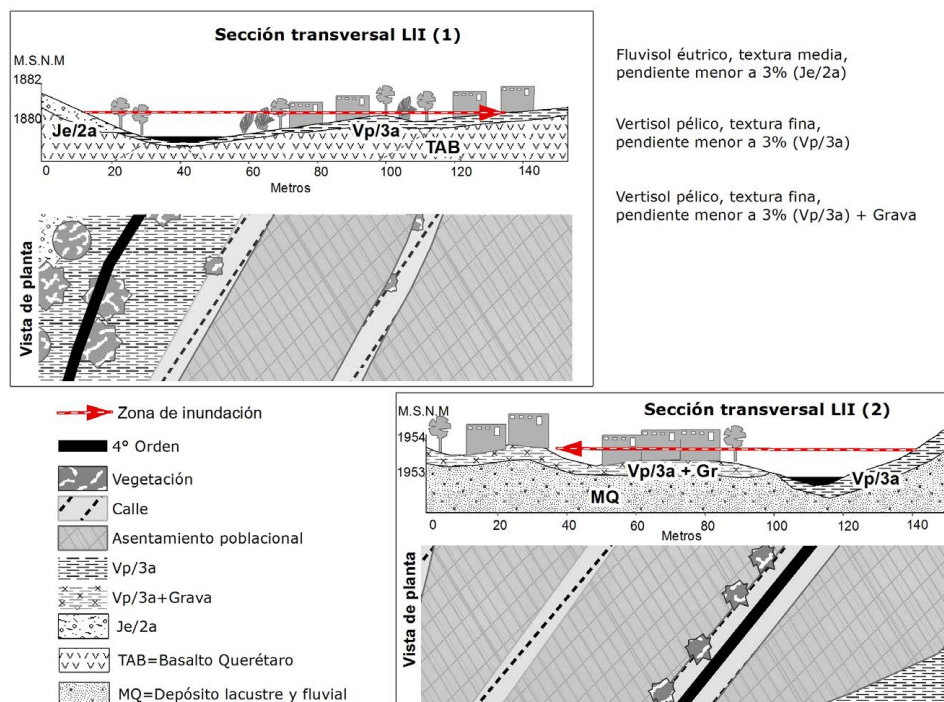 Sección transversal LlI (1)
M.S.N.M
1882
1880
Je/2a
Vp/3a
TAB
0 20 40 60 80 100 120 140
Metros
Vista de planta
Fluvisol éutrico, textura media,
pendiente menor a 3% (Je/2a)
Vertisol pélico, textura fina,
pendiente menor a 3% (Vp/3a)
Vertisol pélico, textura fina,
pendiente menor a 3% (Vp/3a) + Grava
Zona de inundación
4º Orden
Vegetación
Calle
Asentamiento poblacional
Vp/3a
Vp/3a+Grava
Je/2a
TAB=Basalto Querétaro
MQ=Depósito lacustre y fluvial
Sección transversal LlI (2)
M.S.N.M
1954
1953
Vp/3a + Gr
Vp/3a
MQ
0 20 40 60 80 100 120 140
Metros
Vista de planta